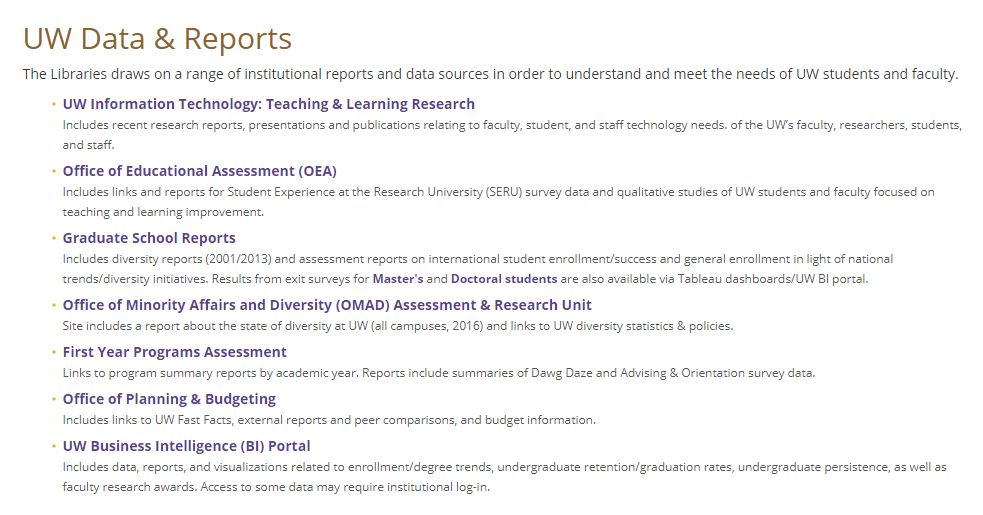 UW Data & Reports
The Libraries draws on a range of institutional reports and data sources in order to understand and meet the needs of UW students and faculty.
• UW Information Technology: Teaching & Learning Research
Includes recent research reports, presentations and publications relating to faculty, student, and staff technology needs. of the UW's faculty, researchers, students,
and staff.
• Office of Educational Assessment (OEA)
Includes links and reports for Student Experience at the Research University (SERU) survey data and qualitative studies of UW students and faculty focused on
teaching and learning improvement.
• Graduate School Reports
Includes diversity reports (2001/2013) and assessment reports on international student enrollment/success and general enrollment in light of national
trends/diversity initiatives. Results from exit surveys for Master's and Doctoral students are also available via Tableau dashboards/UW BI portal.
• Office of Minority Affairs and Diversity (OMAD) Assessment & Research Unit
Site includes a report about the state of diversity at UW (all campuses, 2016) and links to UW diversity statistics & policies.
• First Year Programs Assessment
Links to program summary reports by academic year. Reports include summaries of Dawg Daze and Advising & Orientation survey data.
• Office of Planning & Budgeting
Includes links to UW Fast Facts, external reports and peer comparisons, and budget information.
• UW Business Intelligence (BI) Portal
Includes data, reports, and visualizations related to enrollment/degree trends, undergraduate retention/graduation rates, undergraduate persistence, as well as
faculty research awards. Access to some data may require institutional log-in.